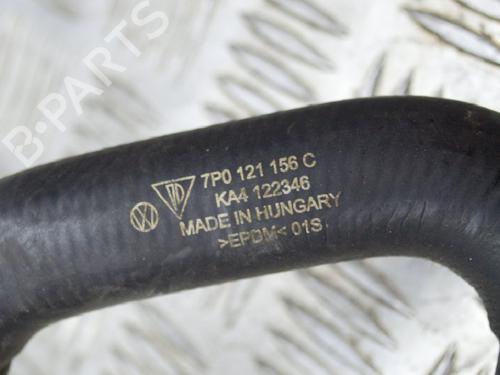 7P0 121 156 C
KA4 122346
MADE IN HUNGARY
>EPDM< 01S
B-PARTS